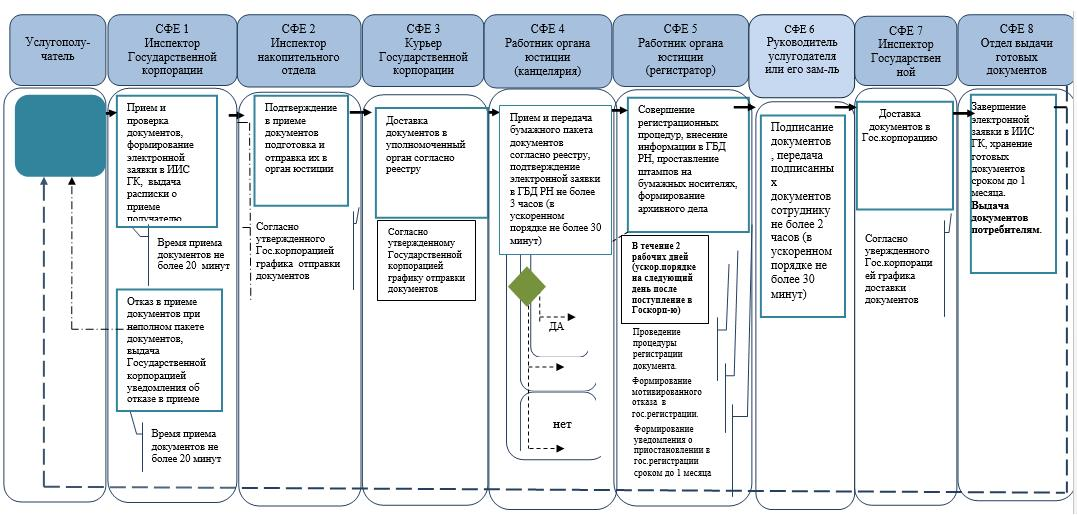 Услугополу-
чатель
СФЕ 1
Инспектор
Государственной
корпорации
СФЕ 2
Инспектор
накопительного
отдела
СФЕ 3
Курьер
Государственной
корпорации
СФЕ 4
Работник органа
юстиции
(канцелярия)
СФЕ 5
Работник органа
юстиции
(регистратор)
СФЕ 6
Руководитель
услугодателя
или его зам-ль
СФЕ 7
Инспектор
Государствен
ной
СФЕ 8
Отдел выдачи
готовых
документов
Прием и
проверка
документов,
формирование
электронной
заявки в ИИС
ГК, выдача
расписки о
приеме
получателю
Время приема
документов не
более 20 минут
Отказ в приеме
документов при
неполном пакете
документов,
выдача
Государственной
корпорацией
уведомления об
отказе в приеме
Время приема
документов не
более 20 минут
Подтверждение
в приеме
документов
подготовка и
отправка их в
орган юстиции
Согласно
утвержденного
Гос.корпорацией
графика отправки
документов
Доставка
документов в
уполномоченный
орган согласно
реестру
Согласно
утвержденному
Государственной
корпорацией
графику отправки
документов
Прием и передача
бумажного пакета
документов
согласно реестру,
подтверждение
электронной заявки
в ГБД РН не более
3 часов (в
ускоренном
порядке не более 30
минут)
ДА
нет
Совершение
регистрационных
процедур, внесение
информации в ГБД
РН, проставление
штампов на
бумажных носителях,
формирование
архивного дела
В течение 2
рабочих дней
(ускор.порядке
на следующий
день после
поступление в
Госкорп-ю)
Проведение
процедуры
регистрации
документа.
Формирование
мотивированного
отказа в
гос.регистрации.
Формирование
уведомления о
приостановлении в
гос.регистрации
сроком до 1 месяца
Подписание
документов
, передача
подписанны
х
документов
сотруднику
не более 2
часов (в
ускоренном
порядке не
более 30
минут)
Доставка
документов в
Гос.корпорацию
Согласно
увержденного
Гос.корпораци
ей графика
доставки
документов
Завершение
электронной
заявки в ИИС
ГК, хранение
готовых
документов
сроком до 1
месяца.
Выдача
документов
потребителям.